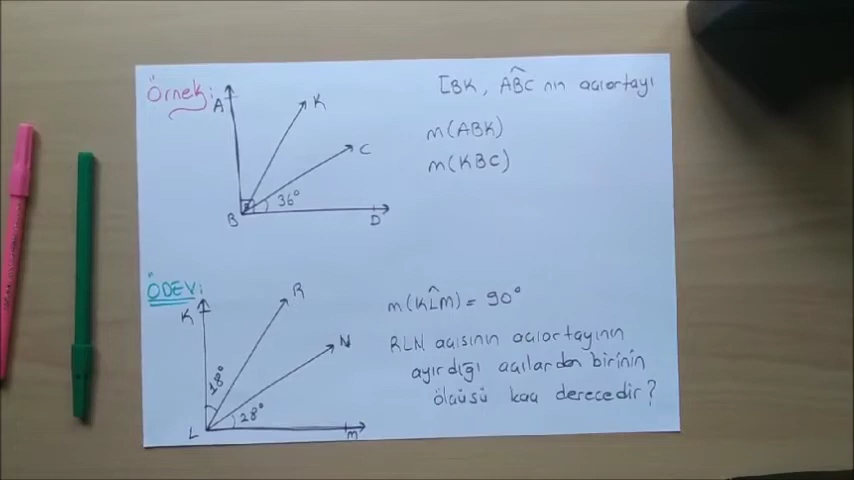 Örnek:
[BK, ABC nın açıortayı
A
K
C
m(ABK)
m(KBC)
36°
B
D
ÖDEV:
K
R
N
m(KLM) = 90°
RLN açısının açıortayının
ayırdığı açılardan birinin
ölçüsü kaç derecedir?
18°
28°
L
M